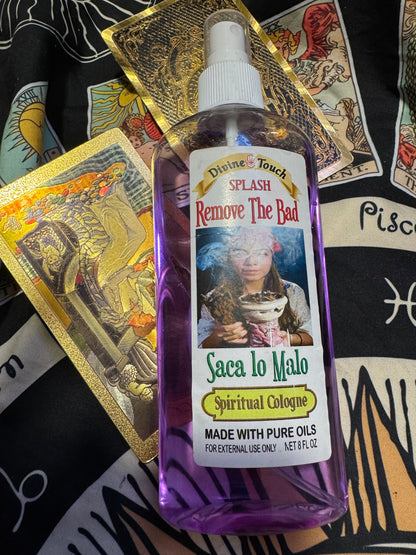 Divine Touch
SPLASH
Remove The Bad
Saca lo Malo
Spiritual Cologne
MADE WITH PURE OILS
FOR EXTERNAL USE ONLY .. NET 8 FL OZ
Pisc